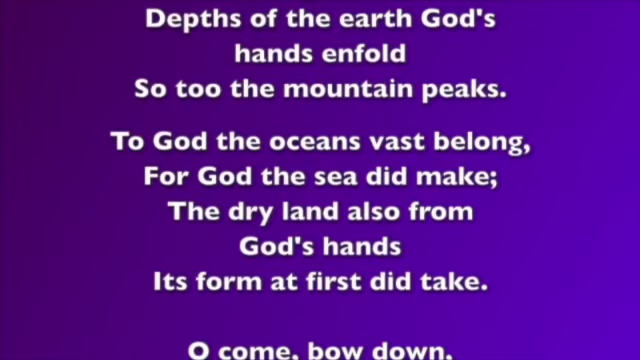 Depths of the earth God's
hands enfold
So too the mountain peaks.
To God the oceans vast belong,
For God the sea did make;
The dry land also from
God's hands
Its form at first did take.
O come, bow down,